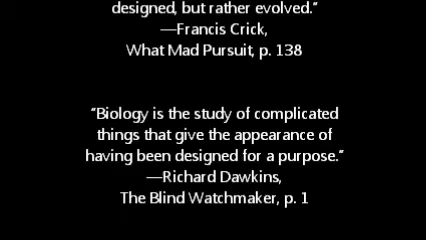 designed, but rather evolved.”
—Francis Crick,
What Mad Pursuit, p. 138
“Biology is the study of complicated
things that give the appearance of
having been designed for a purpose.”
—Richard Dawkins,
The Blind Watchmaker, p. 1